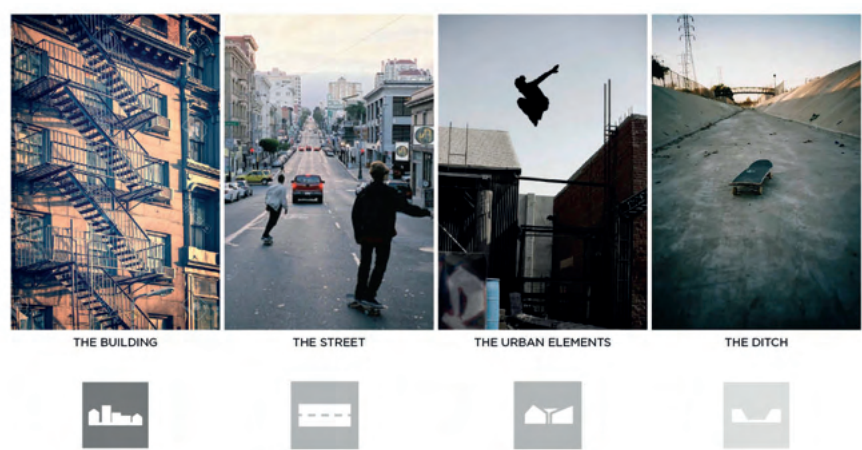 THE BUILDING
THE STREET
THE URBAN ELEMENTS
THE DITCH